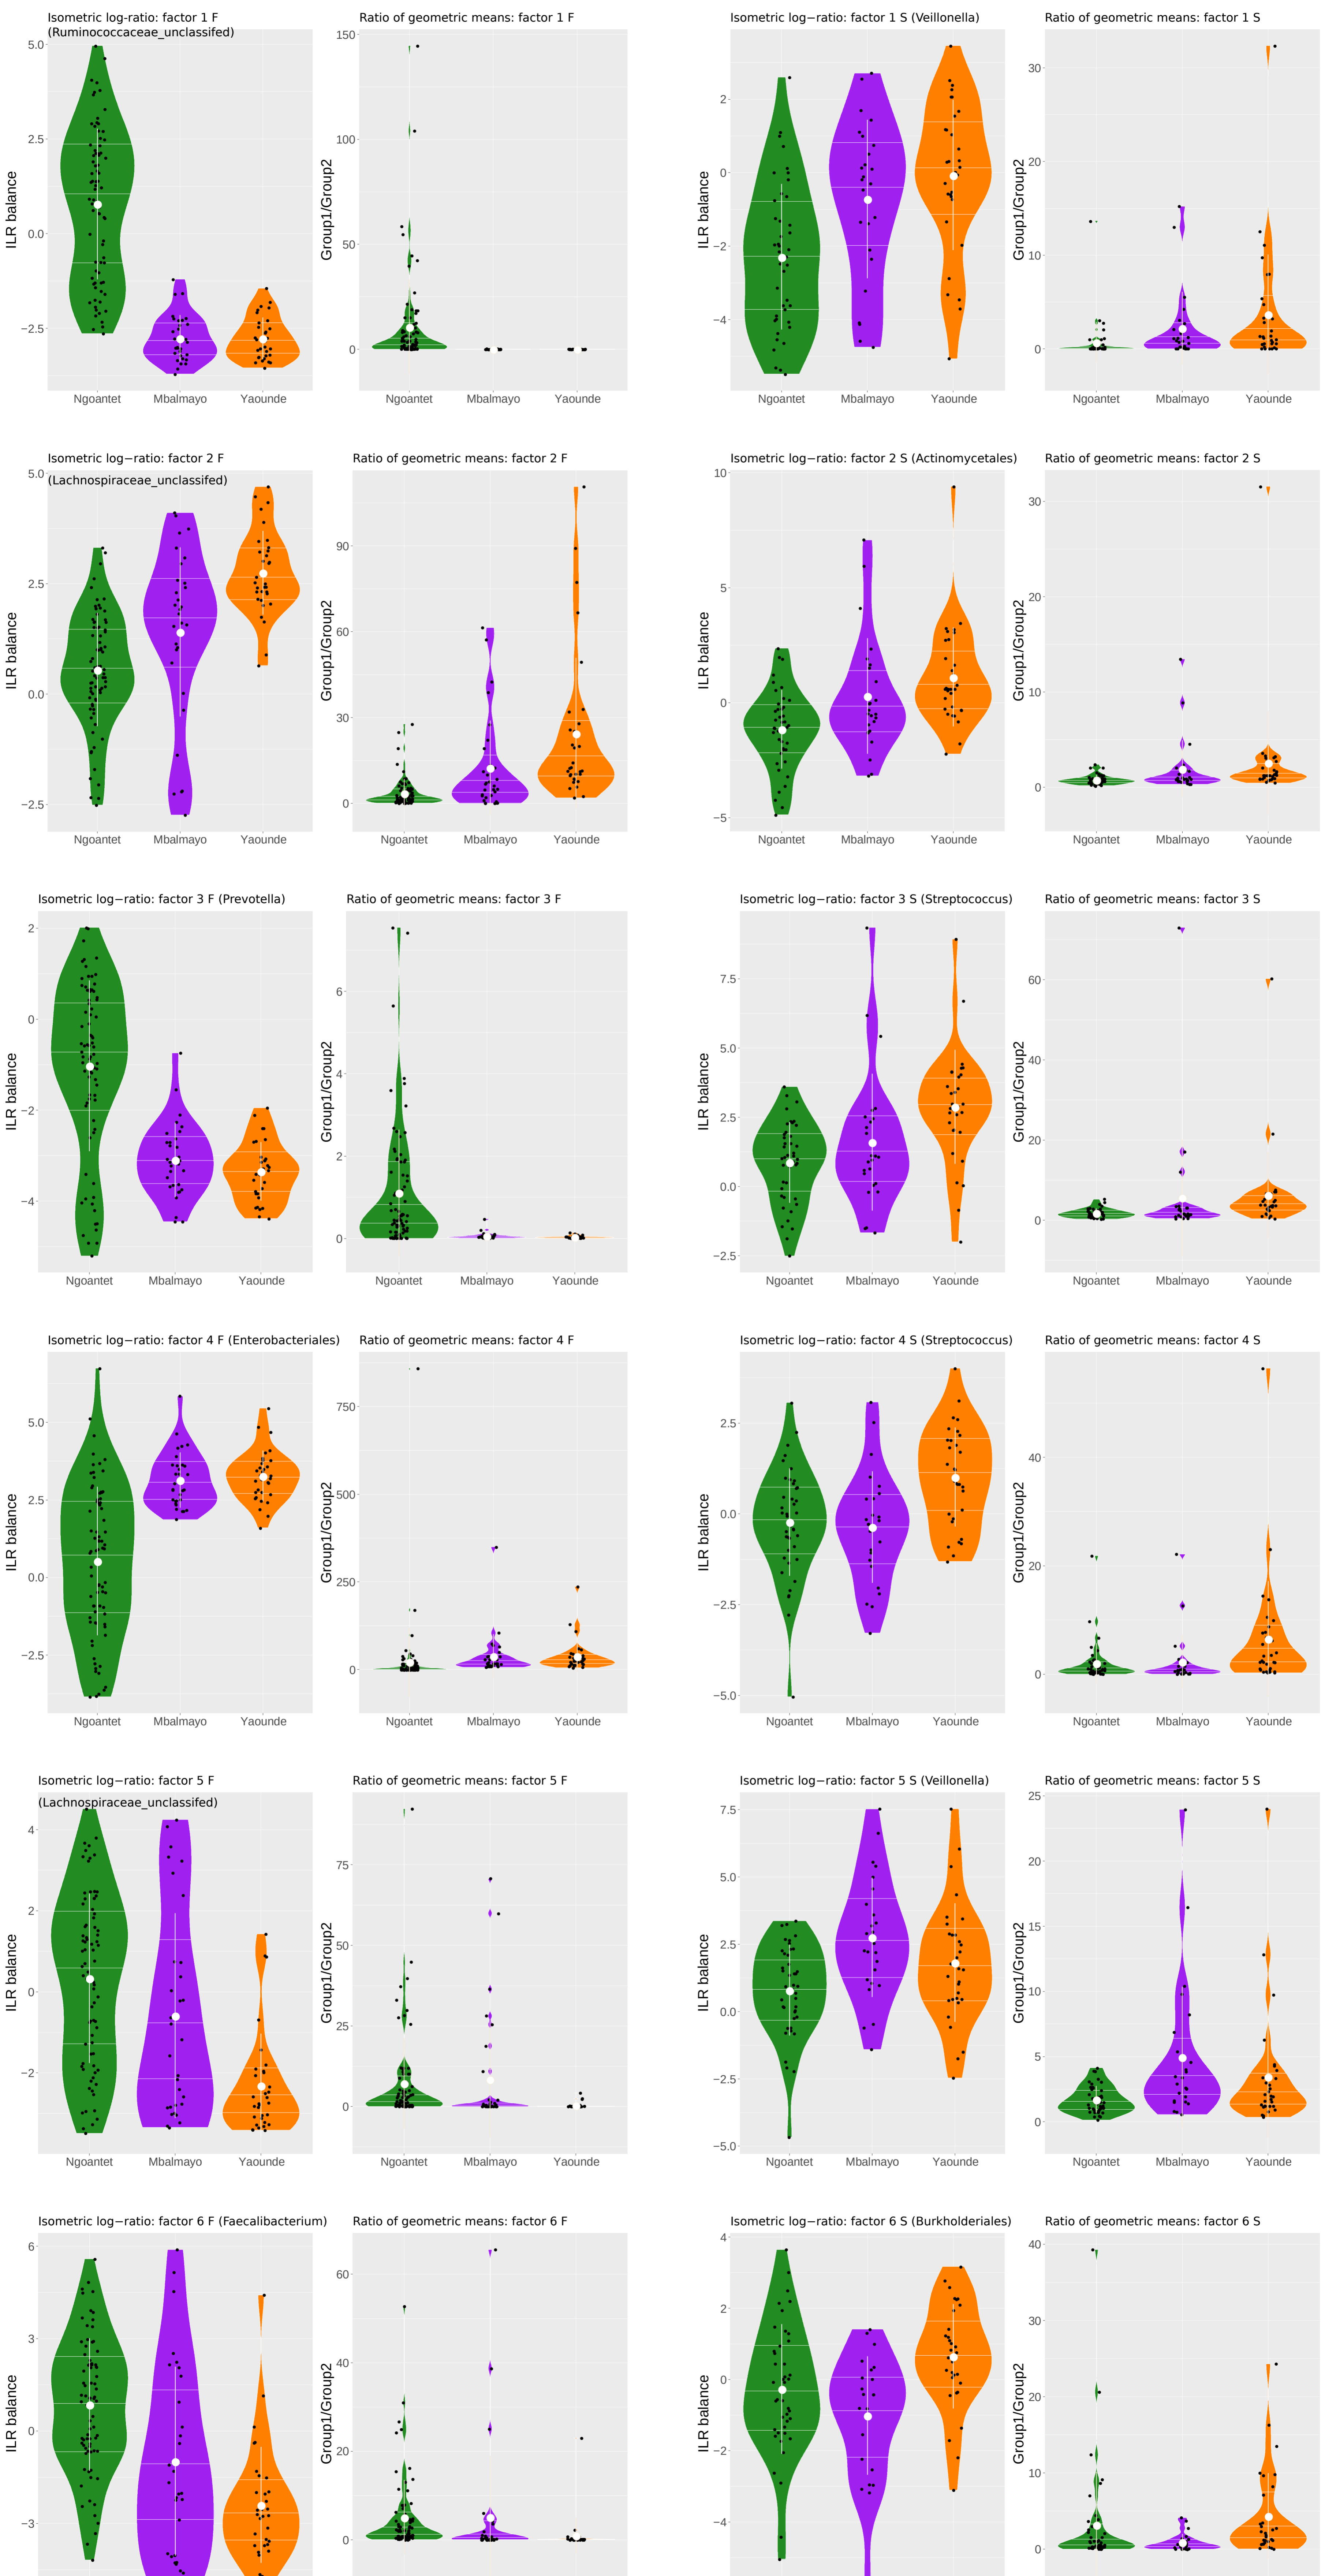 Isometric log-ratio: factor 1 F
(Ruminococcaceae_unclassifed)
Ratio of geometric means: factor 1 F
Isometric log−ratio: factor 1 S (Veillonella)
Ratio of geometric means: factor 1 S
ILR balance
5.0
2.5
0.0
−2.5
Ngoantet
Mbalmayo
Yaounde
Group1/Group2
150
100
50
0
Ngoantet
Mbalmayo
Yaounde
ILR balance
2
0
−2
−4
Ngoantet
Mbalmayo
Yaounde
Group1/Group2
30
20
10
0
Ngoantet
Mbalmayo
Yaounde
Isometric log−ratio: factor 2 F
(Lachnospiraceae_unclassifed)
Ratio of geometric means: factor 2 F
Isometric log−ratio: factor 2 S (Actinomycetales)
Ratio of geometric means: factor 2 S
ILR balance
5.0
2.5
0.0
−2.5
Ngoantet
Mbalmayo
Yaounde
Group1/Group2
90
60
30
0
Ngoantet
Mbalmayo
Yaounde
ILR balance
10
5
0
−5
Ngoantet
Mbalmayo
Yaounde
Group1/Group2
30
20
10
0
Ngoantet
Mbalmayo
Yaounde
Isometric log−ratio: factor 3 F (Prevotella)
Ratio of geometric means: factor 3 F
Isometric log−ratio: factor 3 S (Streptococcus)
Ratio of geometric means: factor 3 S
ILR balance
2
0
−2
−4
Ngoantet
Mbalmayo
Yaounde
Group1/Group2
6
4
2
0
Ngoantet
Mbalmayo
Yaounde
ILR balance
7.5
5.0
2.5
0.0
−2.5
Ngoantet
Mbalmayo
Yaounde
Group1/Group2
60
40
20
0
Ngoantet
Mbalmayo
Yaounde
Isometric log−ratio: factor 4 F (Enterobacteriales)
Ratio of geometric means: factor 4 F
Isometric log−ratio: factor 4 S (Streptococcus)
Ratio of geometric means: factor 4 S
ILR balance
5.0
2.5
0.0
−2.5
Ngoantet
Mbalmayo
Yaounde
Group1/Group2
750
500
250
0
Ngoantet
Mbalmayo
Yaounde
ILR balance
2.5
0.0
−2.5
−5.0
Ngoantet
Mbalmayo
Yaounde
Group1/Group2
40
20
0
Ngoantet
Mbalmayo
Yaounde
Isometric log−ratio: factor 5 F
(Lachnospiraceae_unclassifed)
Ratio of geometric means: factor 5 F
Isometric log−ratio: factor 5 S (Veillonella)
Ratio of geometric means: factor 5 S
ILR balance
4
2
0
−2
Ngoantet
Mbalmayo
Yaounde
Group1/Group2
75
50
25
0
Ngoantet
Mbalmayo
Yaounde
ILR balance
7.5
5.0
2.5
0.0
−2.5
−5.0
Ngoantet
Mbalmayo
Yaounde
Group1/Group2
25
20
15
10
5
0
Ngoantet
Mbalmayo
Yaounde
Isometric log−ratio: factor 6 F (Faecalibacterium)
Ratio of geometric means: factor 6 F
Isometric log−ratio: factor 6 S (Burkholderiales)
Ratio of geometric means: factor 6 S
ILR balance
6
3
0
−3
Group1/Group2
60
40
20
0
ILR balance
4
2
0
−2
−4
Group1/Group2
40
30
20
10
0